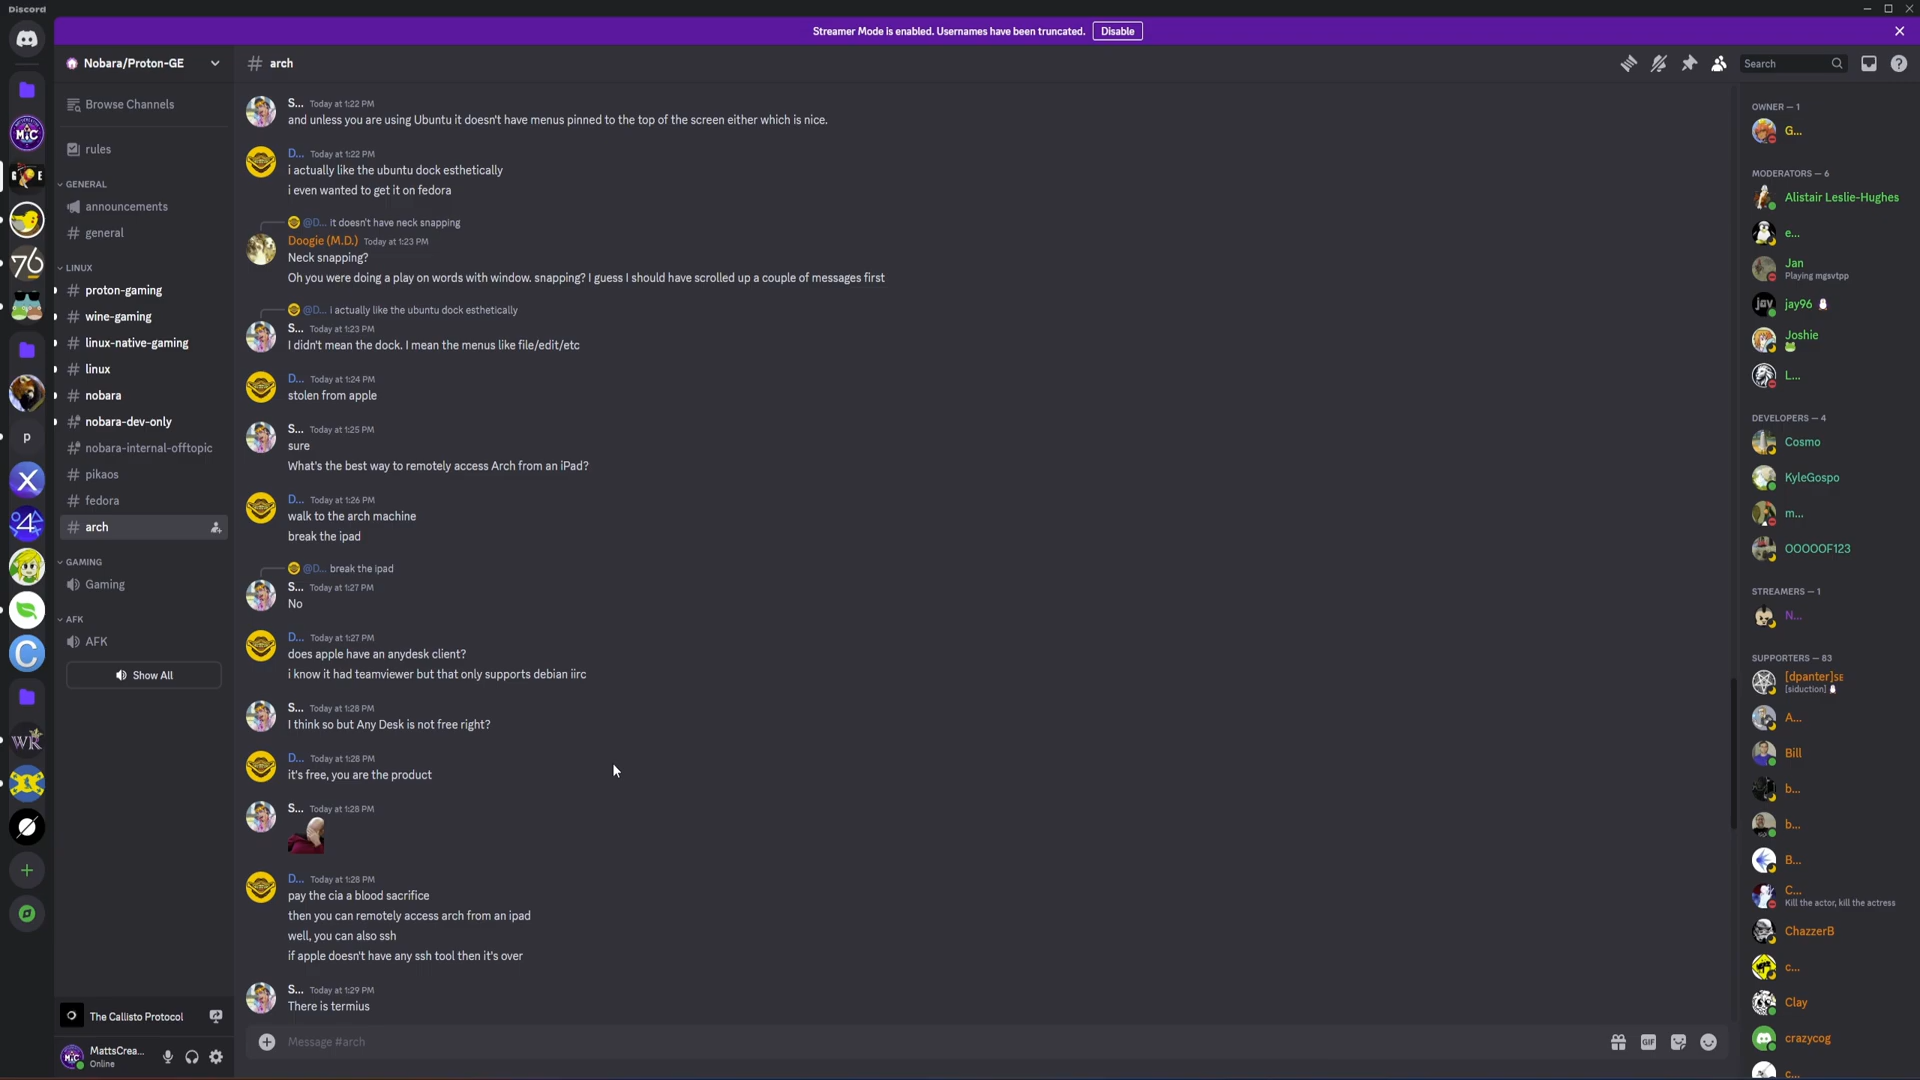 Discord
Streamer Mode is enabled. Usernames have been truncated.
Disable
Nobara/Proton-GE
arch
Search
Browse Channels
rules
GENERAL
announcements
general
LINUX
proton-gaming
wine-gaming
linux-native-gaming
linux
nobara
nobara-dev-only
nobara-internal-offtopic
pikaos
fedora
arch
GAMING
Gaming
AFK
AFK
Show All
The Callisto Protocol
MattsCrea...
Online
S... Today at 1:22 PM
and unless you are using Ubuntu it doesn't have menus pinned to the top of the screen either which is nice.
D... Today at 1:22 PM
i actually like the ubuntu dock esthetically
i even wanted to get it on fedora
@D... it doesn't have neck snapping
Doogie (M.D.) Today at 1:23 PM
Neck snapping?
Oh you were doing a play on words with window. snapping? I guess I should have scrolled up a couple of messages first
@D... i actually like the ubuntu dock esthetically
S... Today at 1:23 PM
I didn't mean the dock. I mean the menus like file/edit/etc
D... Today at 1:24 PM
stolen from apple
S... Today at 1:25 PM
sure
What's the best way to remotely access Arch from an iPad?
D... Today at 1:26 PM
walk to the arch machine
break the ipad
@D... break the ipad
S... Today at 1:27 PM
No
D... Today at 1:27 PM
does apple have an anydesk client?
i know it had teamviewer but that only supports debian iirc
S... Today at 1:28 PM
I think so but Any Desk is not free right?
D... Today at 1:28 PM
it's free, you are the product
S... Today at 1:28 PM
D... Today at 1:28 PM
pay the cia a blood sacrifice
then you can remotely access arch from an ipad
well, you can also ssh
if apple doesn't have any ssh tool then it's over
S... Today at 1:29 PM
There is termius
Message #arch
GIF
OWNER — 1
G...
MODERATORS — 6
Alistair Leslie-Hughes
e...
Jan
Playing mgsvtpp
jay96
Joshie
L...
DEVELOPERS — 4
Cosmo
KyleGospo
m...
OOOOOF123
STREAMERS — 1
N...
SUPPORTERS — 83
[dpanter]SE
[siduction]
A...
Bill
b...
b...
B...
C...
Kill the actor, kill the actress
ChazzerB
c...
Clay
crazycog
c...
MIC
G E
76
p
X
4
C
WR
jay